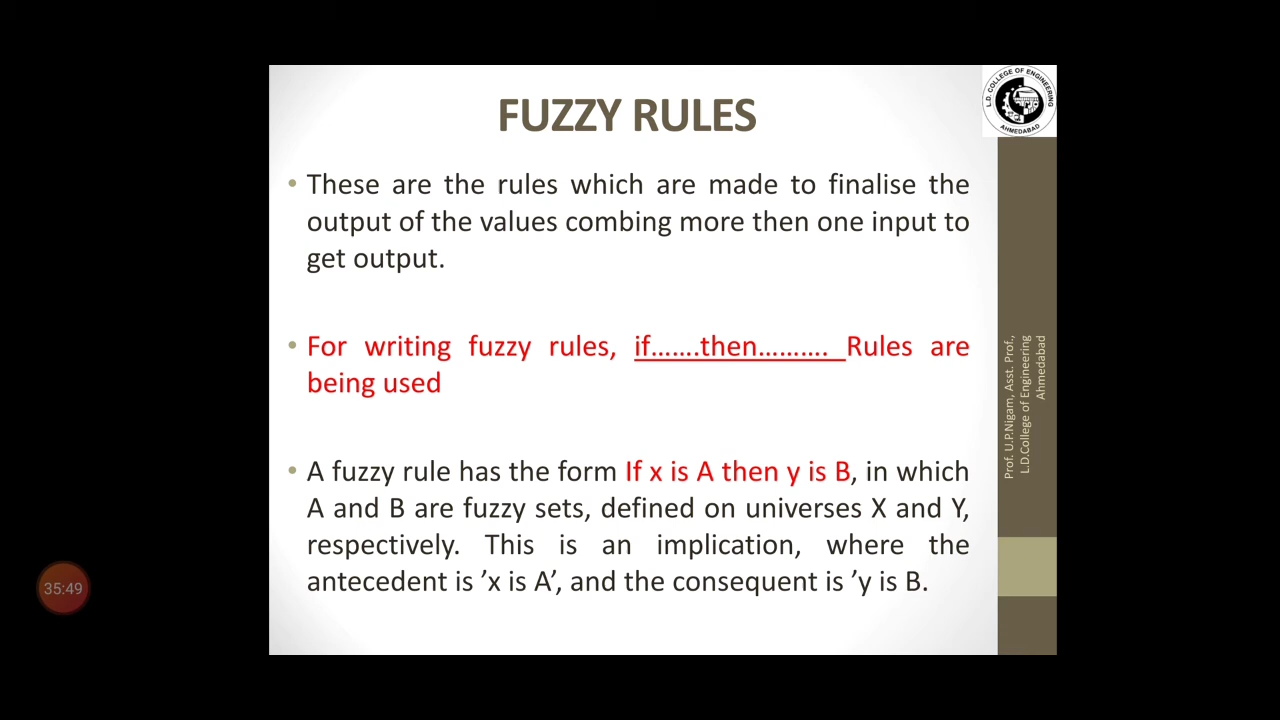 FUZZY RULES
L.D. COLLEGE OF ENGINEERING
AHMEDABAD
• These are the rules which are made to finalise the
output of the values combing more then one input to
get output.
• For writing fuzzy rules, if.......then.......... Rules are
being used
• A fuzzy rule has the form If x is A then y is B, in which
A and B are fuzzy sets, defined on universes X and Y,
respectively. This is an implication, where the
antecedent is ’x is A’, and the consequent is ’y is B.
Prof. U.P.Nigam, Asst. Prof.,
L.D.College of Engineering
Ahmedabad
35:49